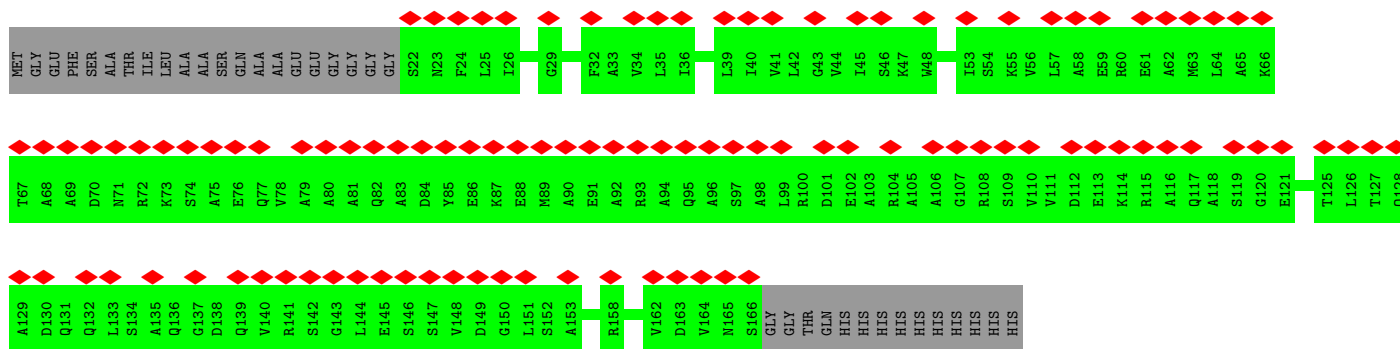 MET GLY GLU PHE SER ALA THR ILE LEU ALA ALA SER GLN ALA ALA GLU GLU GLY GLY GLY GLY S22 N23 F24 L25 I26 G29 F32 A33 V34 L35 I36 L39 I40 V41 L42 G43 V44 I45 S46 K47 W48 I53 S54 K55 V56 L57 A58 E59 R60 E61 A62 M63 L64 A65 K66
T67 A68 A69 D70 N71 R72 K73 S74 A75 E76 Q77 V78 A79 A80 A81 Q82 A83 D84 Y85 E86 K87 E88 M89 A90 E91 A92 R93 A94 Q95 A96 S97 A98 L99 R100 D101 E102 A103 R104 A105 A106 G107 R108 S109 V110 V111 D112 E113 K114 R115 A116 Q117 A118 S119 G120 E121 T125 L126 T127 D128
A129 D130 Q131 Q132 L133 S134 A135 Q136 G137 D138 Q139 V140 R141 S142 G143 L144 E145 S146 S147 V148 D149 G150 L151 S152 A153 R158 V162 D163 V164 N165 S166 GLY GLY THR GLN HIS HIS HIS HIS HIS HIS HIS HIS HIS HIS